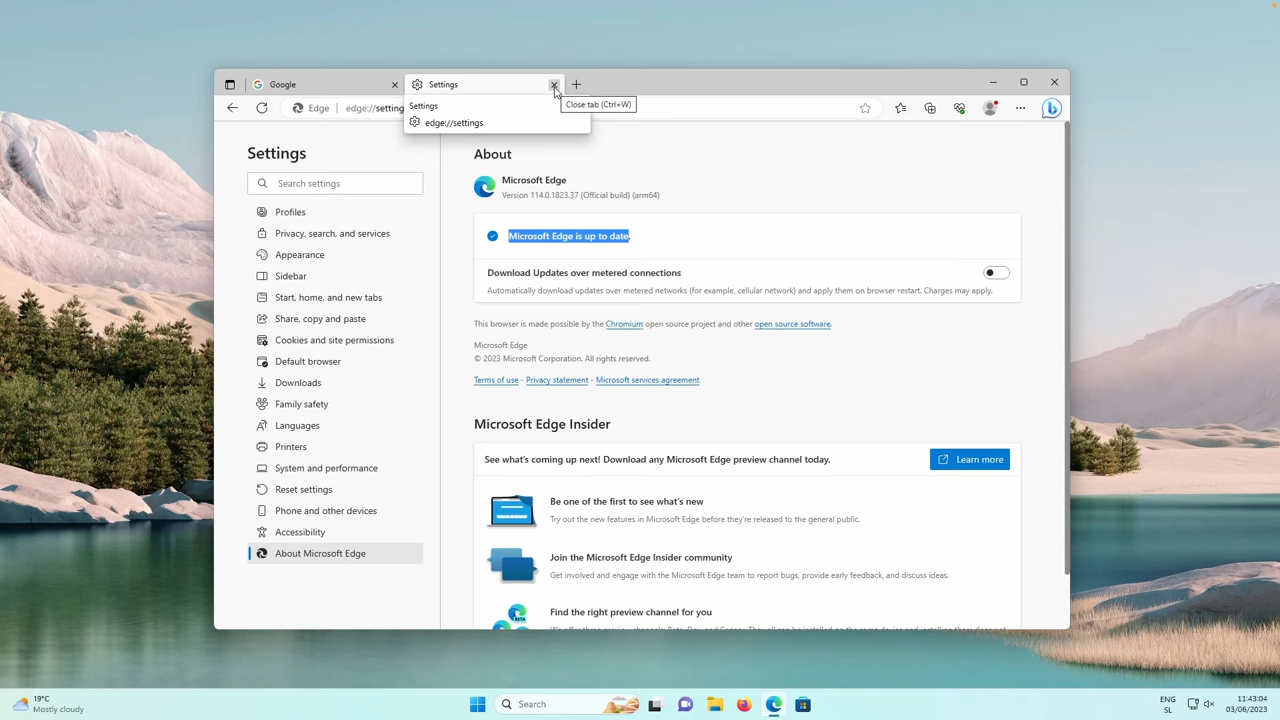 Google
Settings
Edge
edge://setting
Settings
edge://settings
Close tab (Ctrl+W)
Settings
Search settings
Profiles
Privacy, search, and services
Appearance
Sidebar
Start, home, and new tabs
Share, copy and paste
Cookies and site permissions
Default browser
Downloads
Family safety
Languages
Printers
System and performance
Reset settings
Phone and other devices
Accessibility
About Microsoft Edge
About
Microsoft Edge
Version 114.0.1823.37 (Official build) (arm64)
Microsoft Edge is up to date.
Download Updates over metered connections
Automatically download updates over metered networks (for example, cellular network) and apply them on browser restart. Charges may apply.
This browser is made possible by the Chromium open source project and other open source software.
Microsoft Edge
© 2023 Microsoft Corporation. All rights reserved.
Terms of use - Privacy statement - Microsoft services agreement
Microsoft Edge Insider
See what's coming up next! Download any Microsoft Edge preview channel today.
Learn more
Be one of the first to see what's new
Try out the new features in Microsoft Edge before they're released to the general public.
Join the Microsoft Edge Insider community
Get involved and engage with the Microsoft Edge team to report bugs, provide early feedback, and discuss ideas.
BETA
Find the right preview channel for you
19°C
Mostly cloudy
Search
ENG
SL
11:43:04
03/06/2023